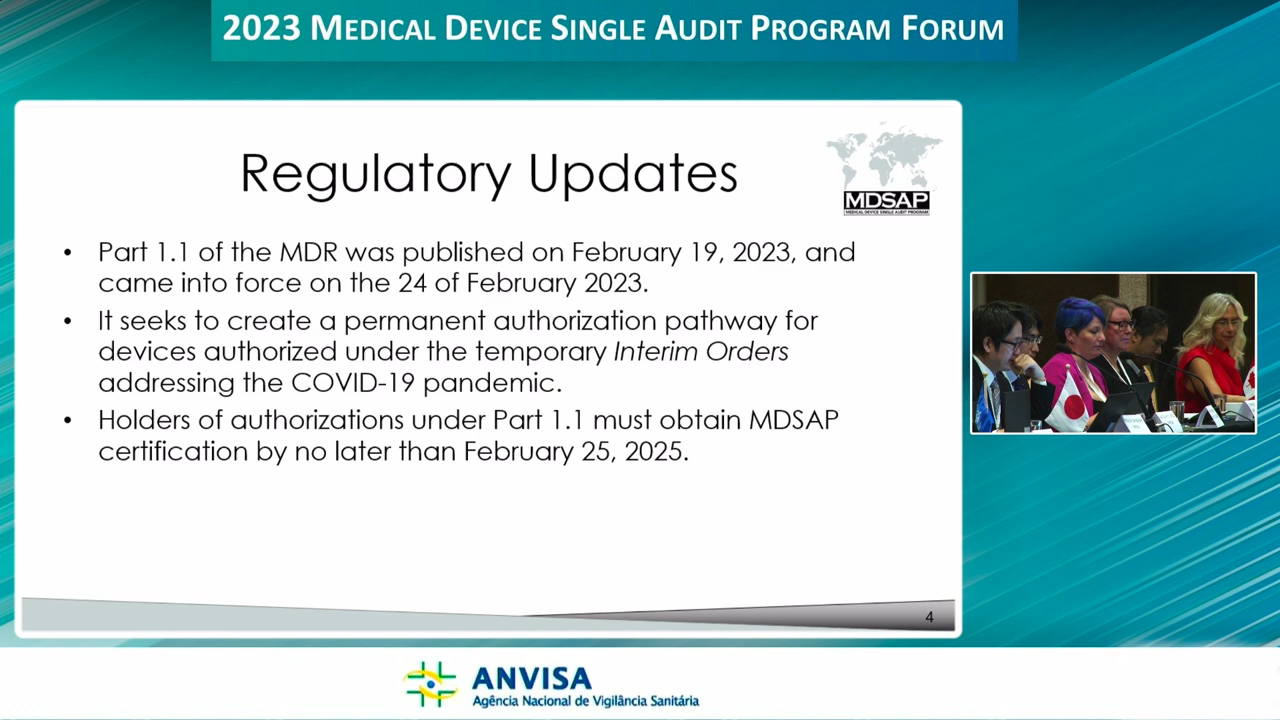 2023 MEDICAL DEVICE SINGLE AUDIT PROGRAM FORUM
Regulatory Updates
MDSAP
MEDICAL DEVICE SINGLE AUDIT PROGRAM
• Part 1.1 of the MDR was published on February 19, 2023, and
came into force on the 24 of February 2023.
• It seeks to create a permanent authorization pathway for
devices authorized under the temporary Interim Orders
addressing the COVID-19 pandemic.
• Holders of authorizations under Part 1.1 must obtain MDSAP
certification by no later than February 25, 2025.
4
ANVISA
Agência Nacional de Vigilância Sanitária